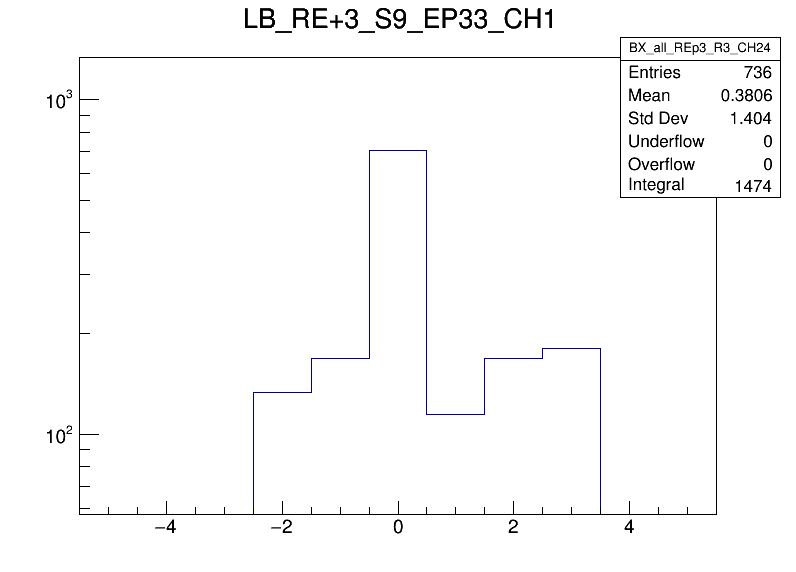 LB_RE+3_S9_EP33_CH1
BX_all_REp3_R3_CH24
Entries 736
Mean 0.3806
Std Dev 1.404
Underflow 0
Overflow 0
Integral 1474
10³
10²
−4 −2 0 2 4